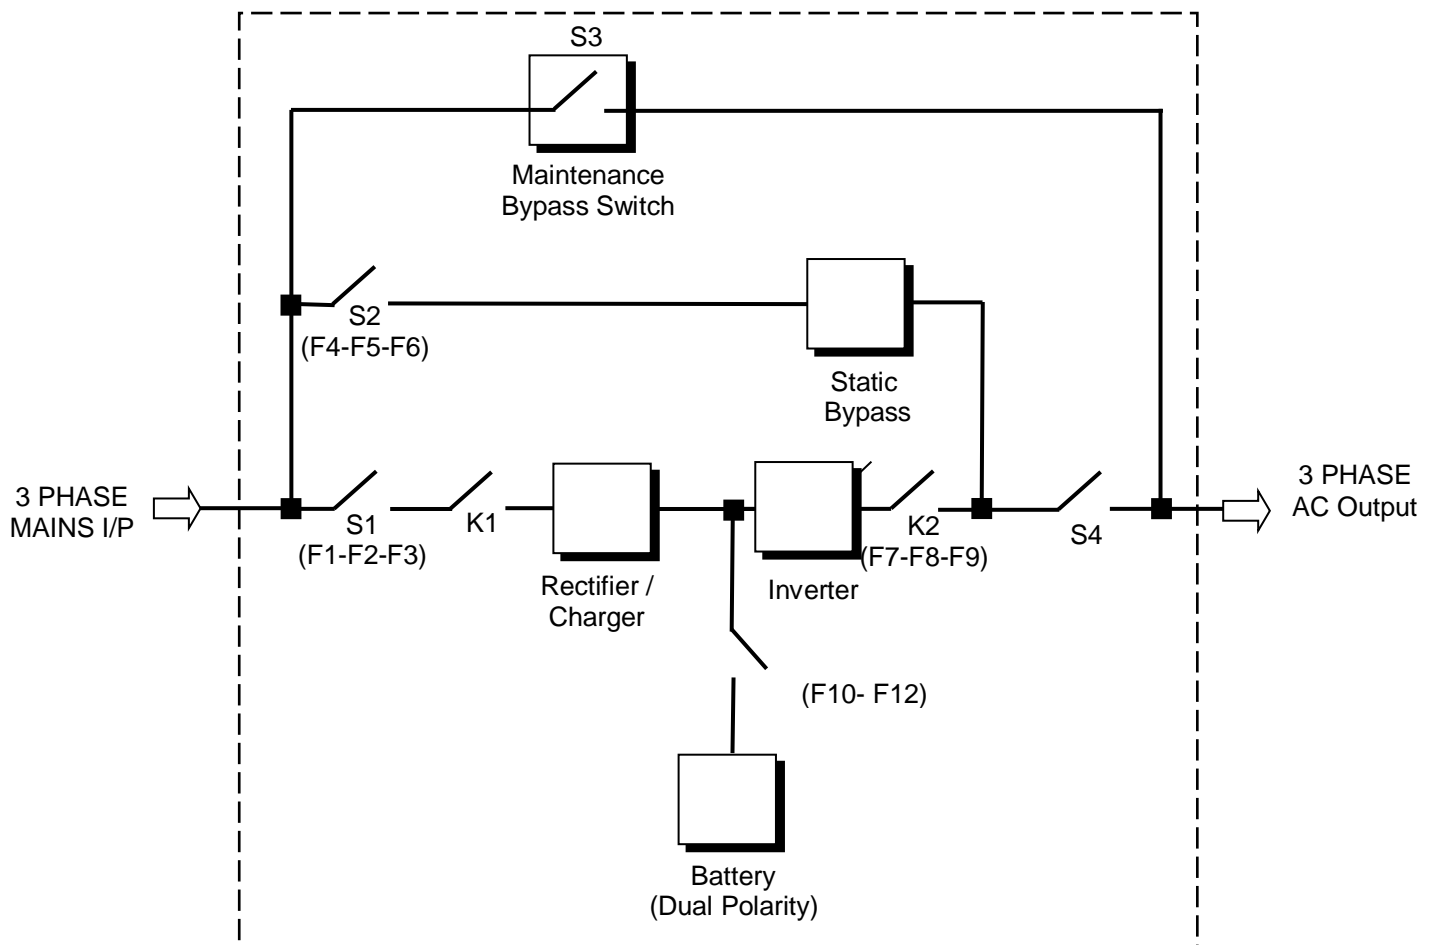 S3
Maintenance
Bypass Switch
S2
(F4-F5-F6)
Static
Bypass
3 PHASE
MAINS I/P
S1
(F1-F2-F3)
K1
Rectifier /
Charger
Inverter
K2
(F7-F8-F9)
S4
3 PHASE
AC Output
(F10- F12)
Battery
(Dual Polarity)